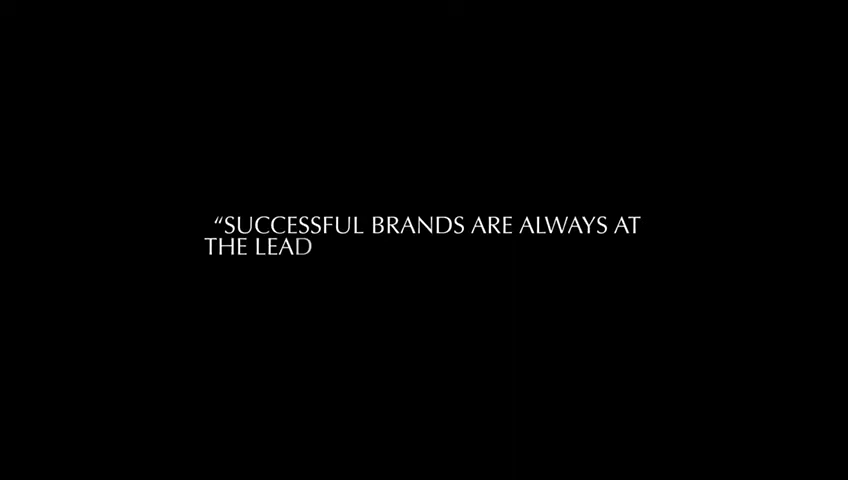 “SUCCESSFUL BRANDS ARE ALWAYS AT
THE LEAD